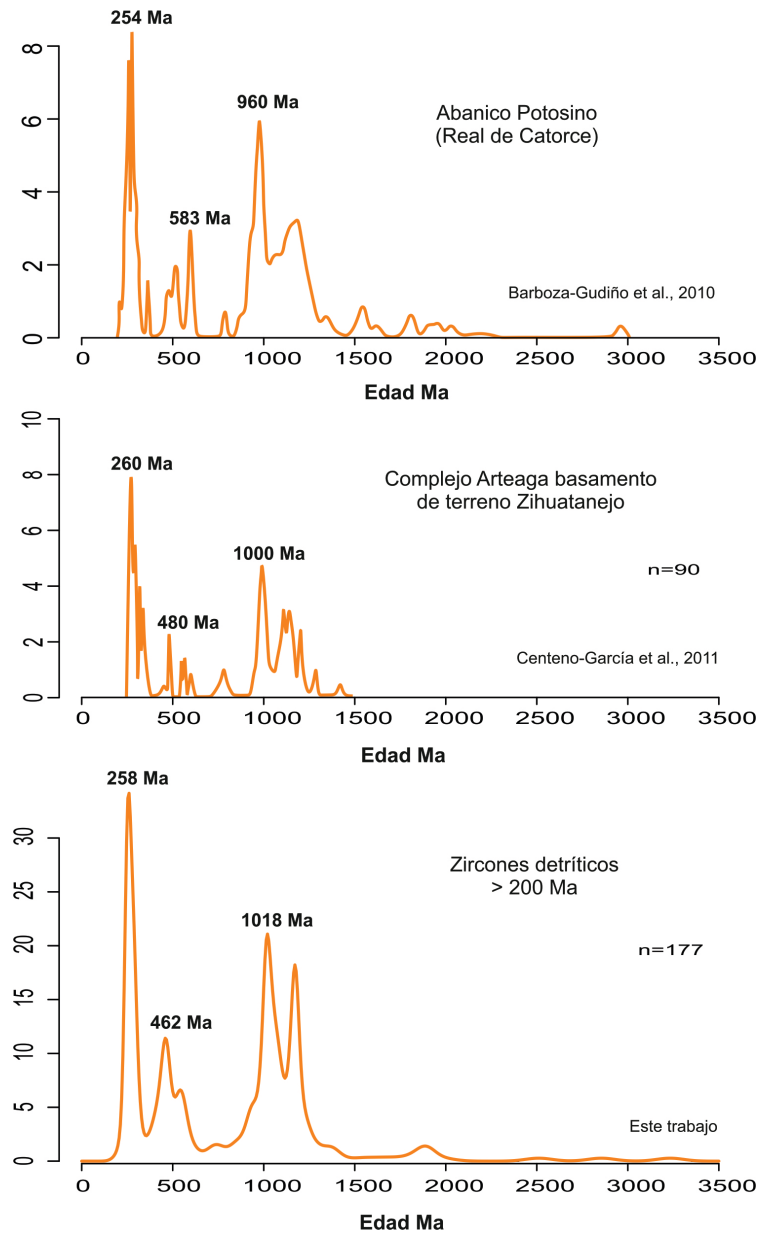 254 Ma
8
6
4
2
0
960 Ma
583 Ma
Abanico Potosino
(Real de Catorce)
Barboza-Gudiño et al., 2010
0 500 1000 1500 2000 2500 3000 3500
Edad Ma
10
8
6
4
2
0
260 Ma
480 Ma
1000 Ma
Complejo Arteaga basamento
de terreno Zihuatanejo
n=90
Centeno-García et al., 2011
0 500 1000 1500 2000 2500 3000 3500
Edad Ma
258 Ma
30
25
20
15
10
5
0
462 Ma
1018 Ma
Zircones detríticos
> 200 Ma
n=177
Este trabajo
0 500 1000 1500 2000 2500 3000 3500
Edad Ma